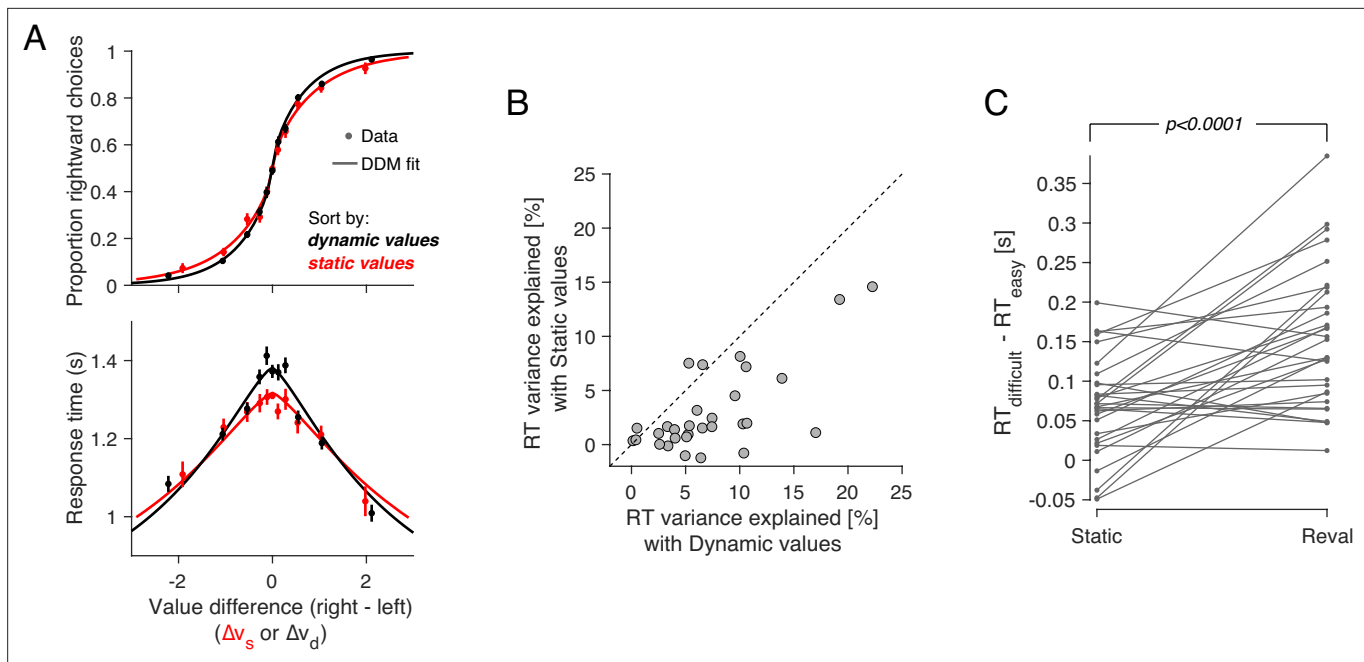 A
Proportion rightward choices
1
0.8
0.6
0.4
0.2
0
Data
DDM fit
Sort by:
dynamic values
static values
Response time (s)
1.4
1.2
1
-2
0
2
Value difference (right - left)
(Δvs or Δvd)
B
RT variance explained [%]
with Static values
25
20
15
10
5
0
0
5
10
15
20
25
RT variance explained [%]
with Dynamic values
C
p<0.0001
RTdifficult - RTeasy [s]
0.35
0.3
0.25
0.2
0.15
0.1
0.05
0
-0.05
Static
Reval